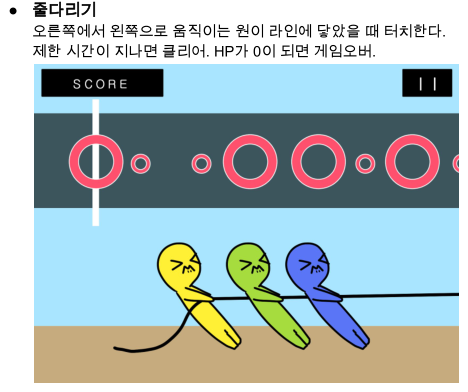 ● 줄다리기
오른쪽에서 왼쪽으로 움직이는 원이 라인에 닿았을 때 터치한다.
제한 시간이 지나면 클리어. HP가 0이 되면 게임오버.
SCORE